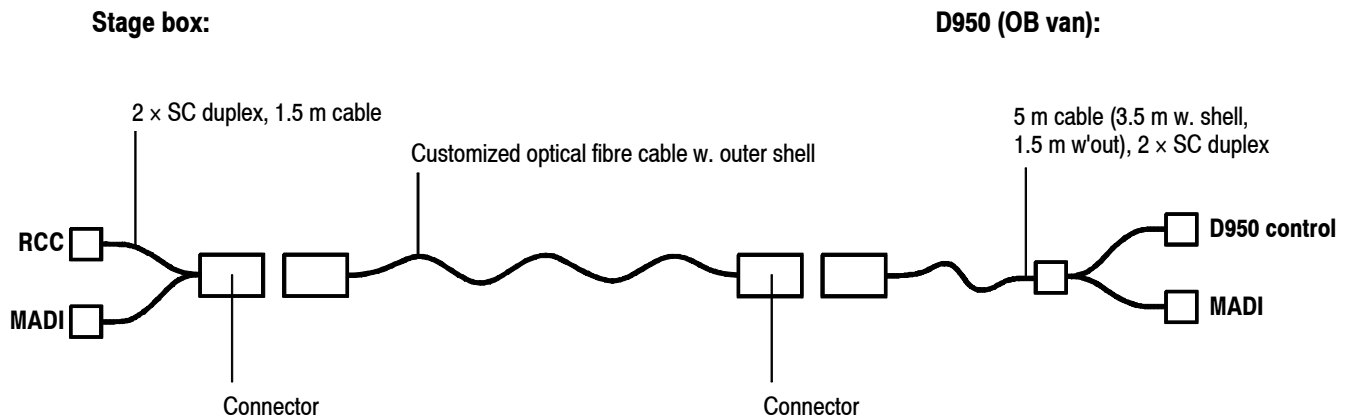 Stage box:
D950 (OB van):
2 × SC duplex, 1.5 m cable
5 m cable (3.5 m w. shell,
1.5 m w'out), 2 × SC duplex
Customized optical fibre cable w. outer shell
RCC
D950 control
MADI
MADI
Connector
Connector